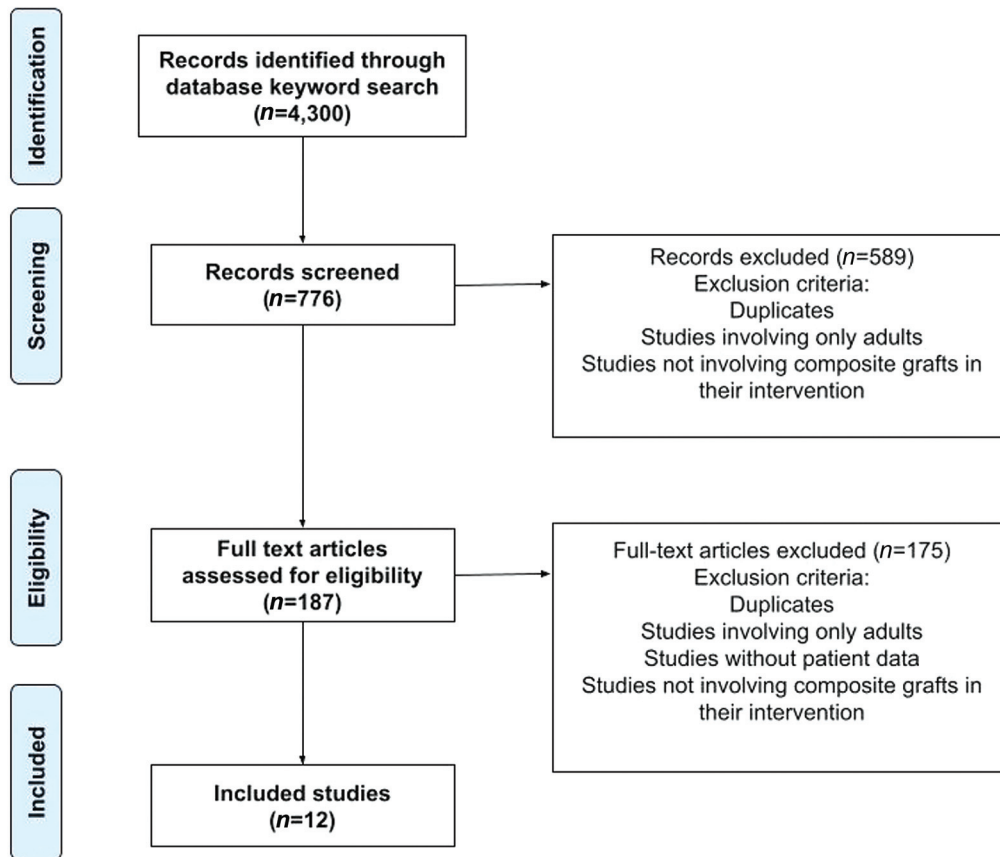 Identification
Records identified through
database keyword search
(n=4,300)
Screening
Records screened
(n=776)
Records excluded (n=589)
Exclusion criteria:
Duplicates
Studies involving only adults
Studies not involving composite grafts in
their intervention
Eligibility
Full text articles
assessed for eligibility
(n=187)
Full-text articles excluded (n=175)
Exclusion criteria:
Duplicates
Studies involving only adults
Studies without patient data
Studies not involving composite grafts in
their intervention
Included
Included studies
(n=12)